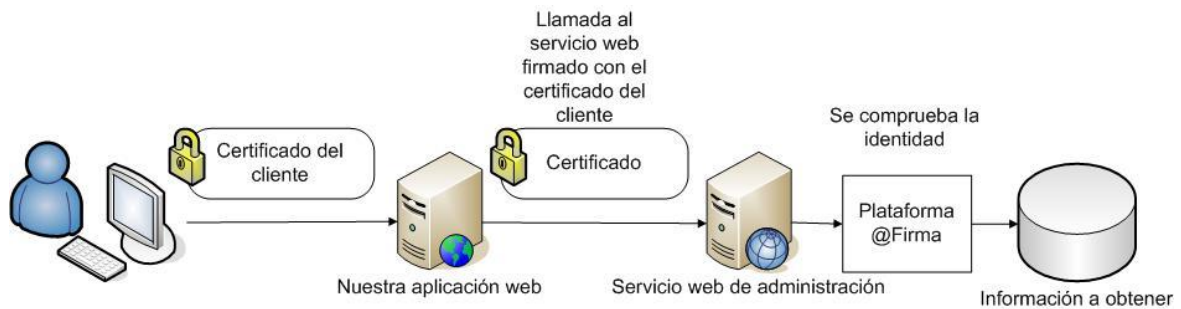 Llamada al
servicio web
firmado con el
certificado del
cliente
Se comprueba la
identidad
Certificado del
cliente
Certificado
Plataforma
@Firma
Nuestra aplicación web
Servicio web de administración
Información a obtener